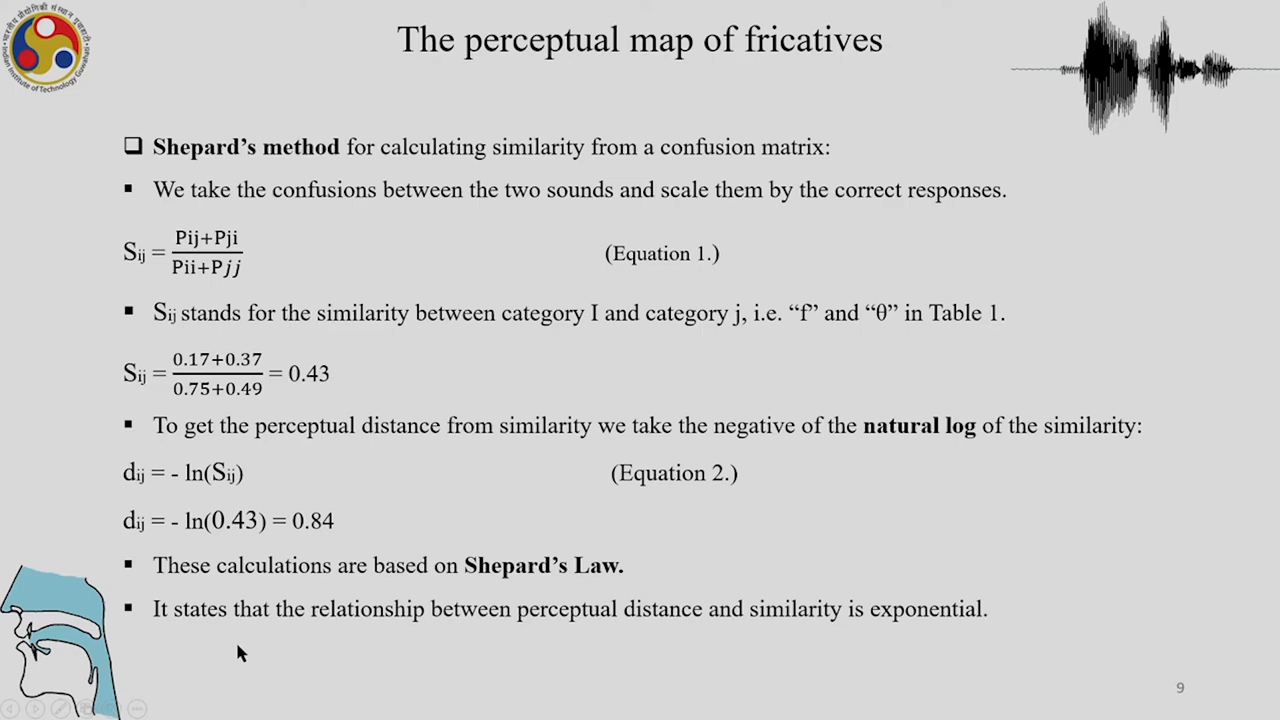 The perceptual map of fricatives
❑ Shepard’s method for calculating similarity from a confusion matrix:
▪ We take the confusions between the two sounds and scale them by the correct responses.
Sij = (Pij+Pji)/(Pii+Pjj) (Equation 1.)
▪ Sij stands for the similarity between category I and category j, i.e. “f” and “θ” in Table 1.
Sij = (0.17+0.37)/(0.75+0.49) = 0.43
▪ To get the perceptual distance from similarity we take the negative of the natural log of the similarity:
dij = - ln(Sij) (Equation 2.)
dij = - ln(0.43) = 0.84
▪ These calculations are based on Shepard’s Law.
▪ It states that the relationship between perceptual distance and similarity is exponential.
9